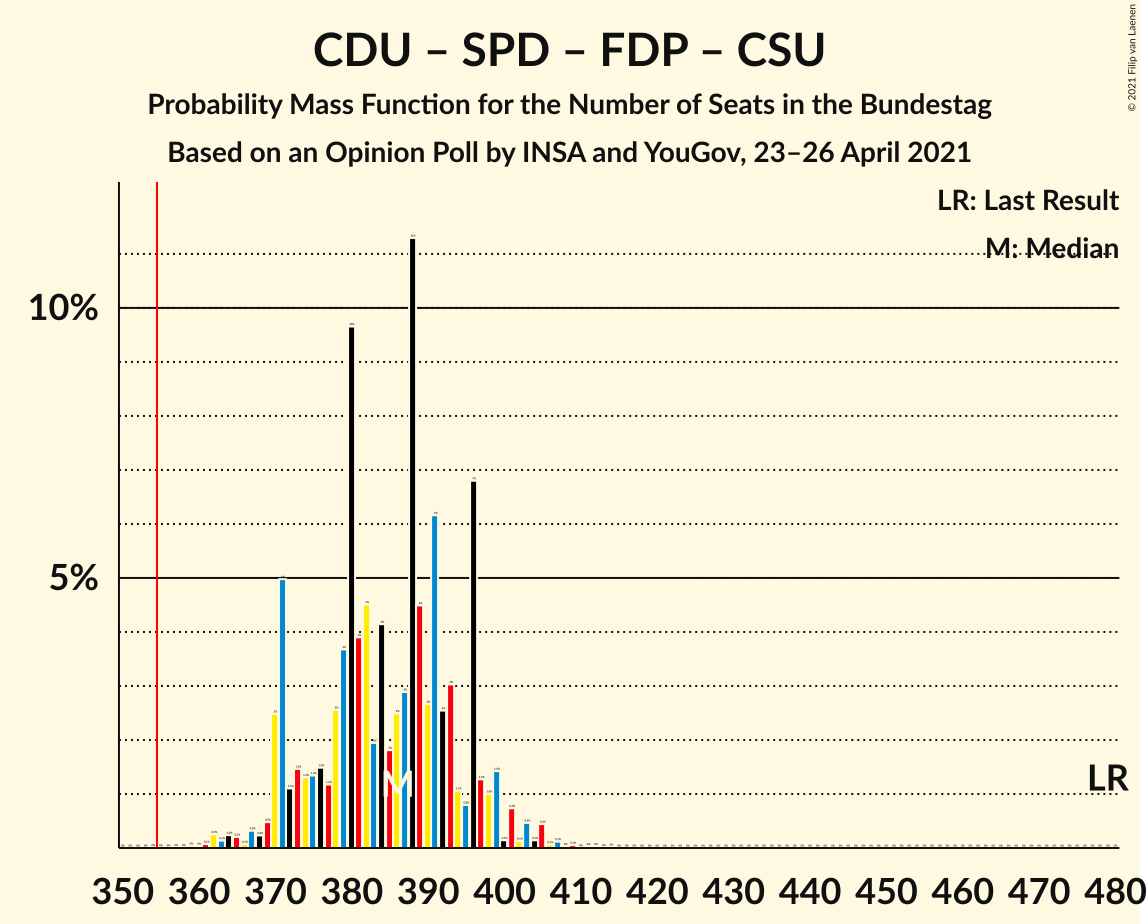 CDU – SPD – FDP – CSU
Probability Mass Function for the Number of Seats in the Bundestag
Based on an Opinion Poll by INSA and YouGov, 23–26 April 2021
© 2021 Filip van Laenen
LR: Last Result
M: Median
10%
5%
M
LR
350 360 370 380 390 400 410 420 430 440 450 460 470 480